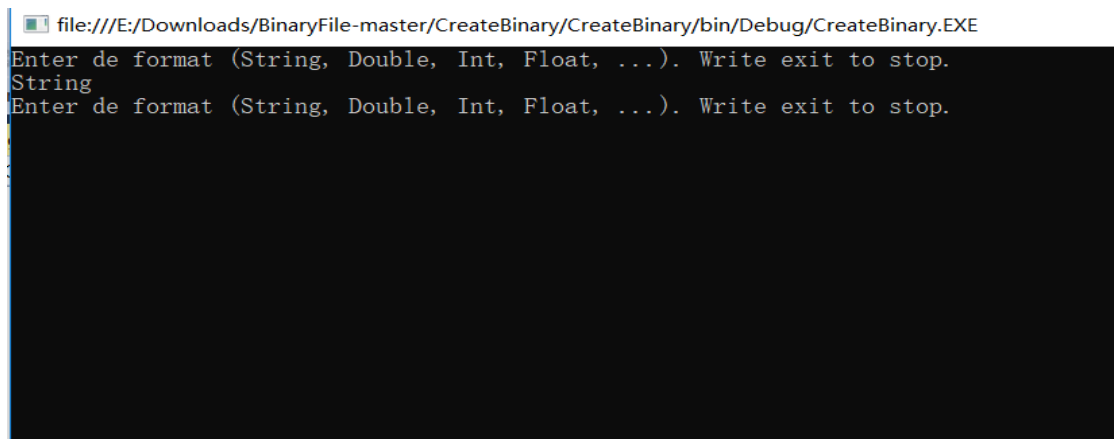 file:///E:/Downloads/BinaryFile-master/CreateBinary/CreateBinary/bin/Debug/CreateBinary.EXE
Enter de format (String, Double, Int, Float, ...). Write exit to stop.
String
Enter de format (String, Double, Int, Float, ...). Write exit to stop.